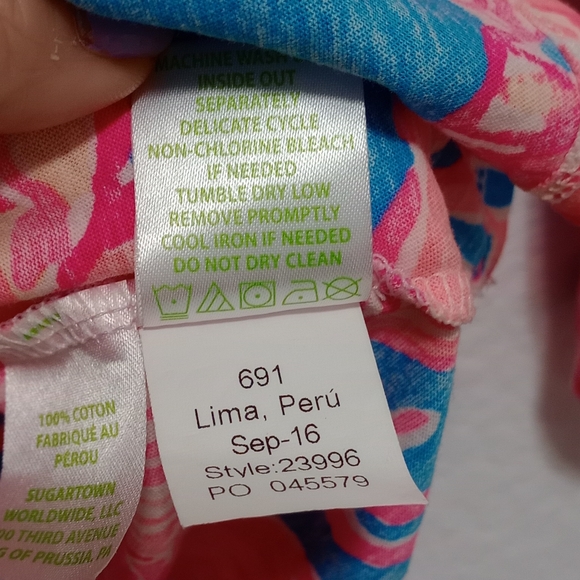 MACHINE WASH
INSIDE OUT
SEPARATELY
DELICATE CYCLE
NON-CHLORINE BLEACH
IF NEEDED
TUMBLE DRY LOW
REMOVE PROMPTLY
COOL IRON IF NEEDED
DO NOT DRY CLEAN
691
Lima, Perú
Sep-16
Style:23996
PO 045579
100% COTON
FABRIQUÉ AU
PÉROU
SUGARTOWN
WORLDWIDE, LLC
00 THIRD AVENUE
G OF PRUSSIA, PA